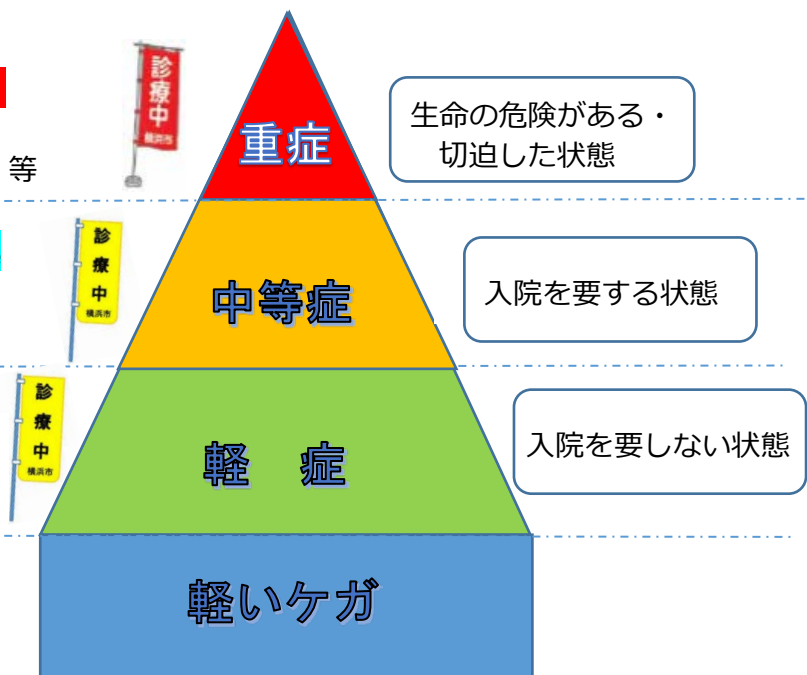 診療中
横浜市
重症
生命の危険がある・
切迫した状態
等
診療中
横浜市
中等症
入院を要する状態
診療中
横浜市
軽　症
入院を要しない状態
軽いケガ